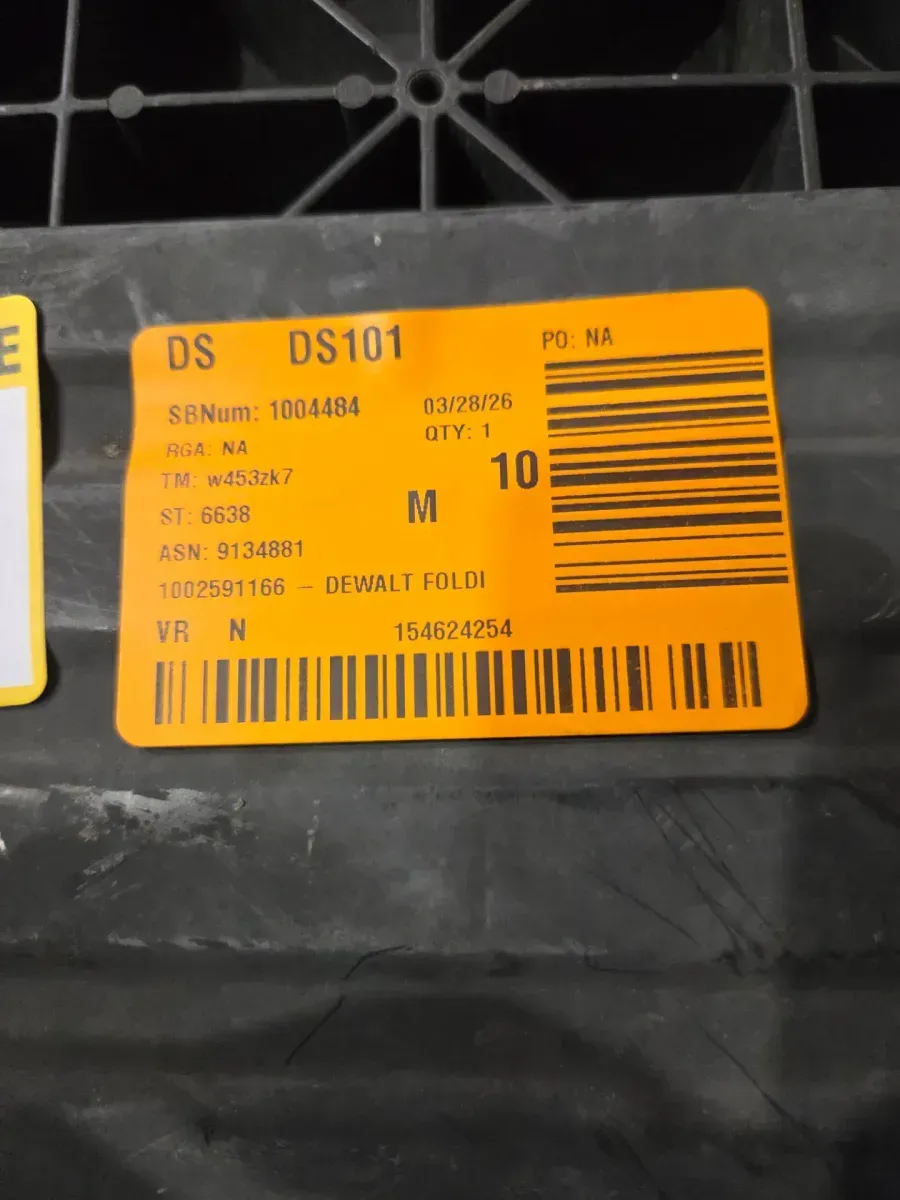 E
DS DS101 PO: NA
SBNum: 1004484 03/28/26
RGA: NA QTY: 1
TM: w453zk7 10
ST: 6638 M
ASN: 9134881
1002591166 – DEWALT FOLDI
VR N 154624254